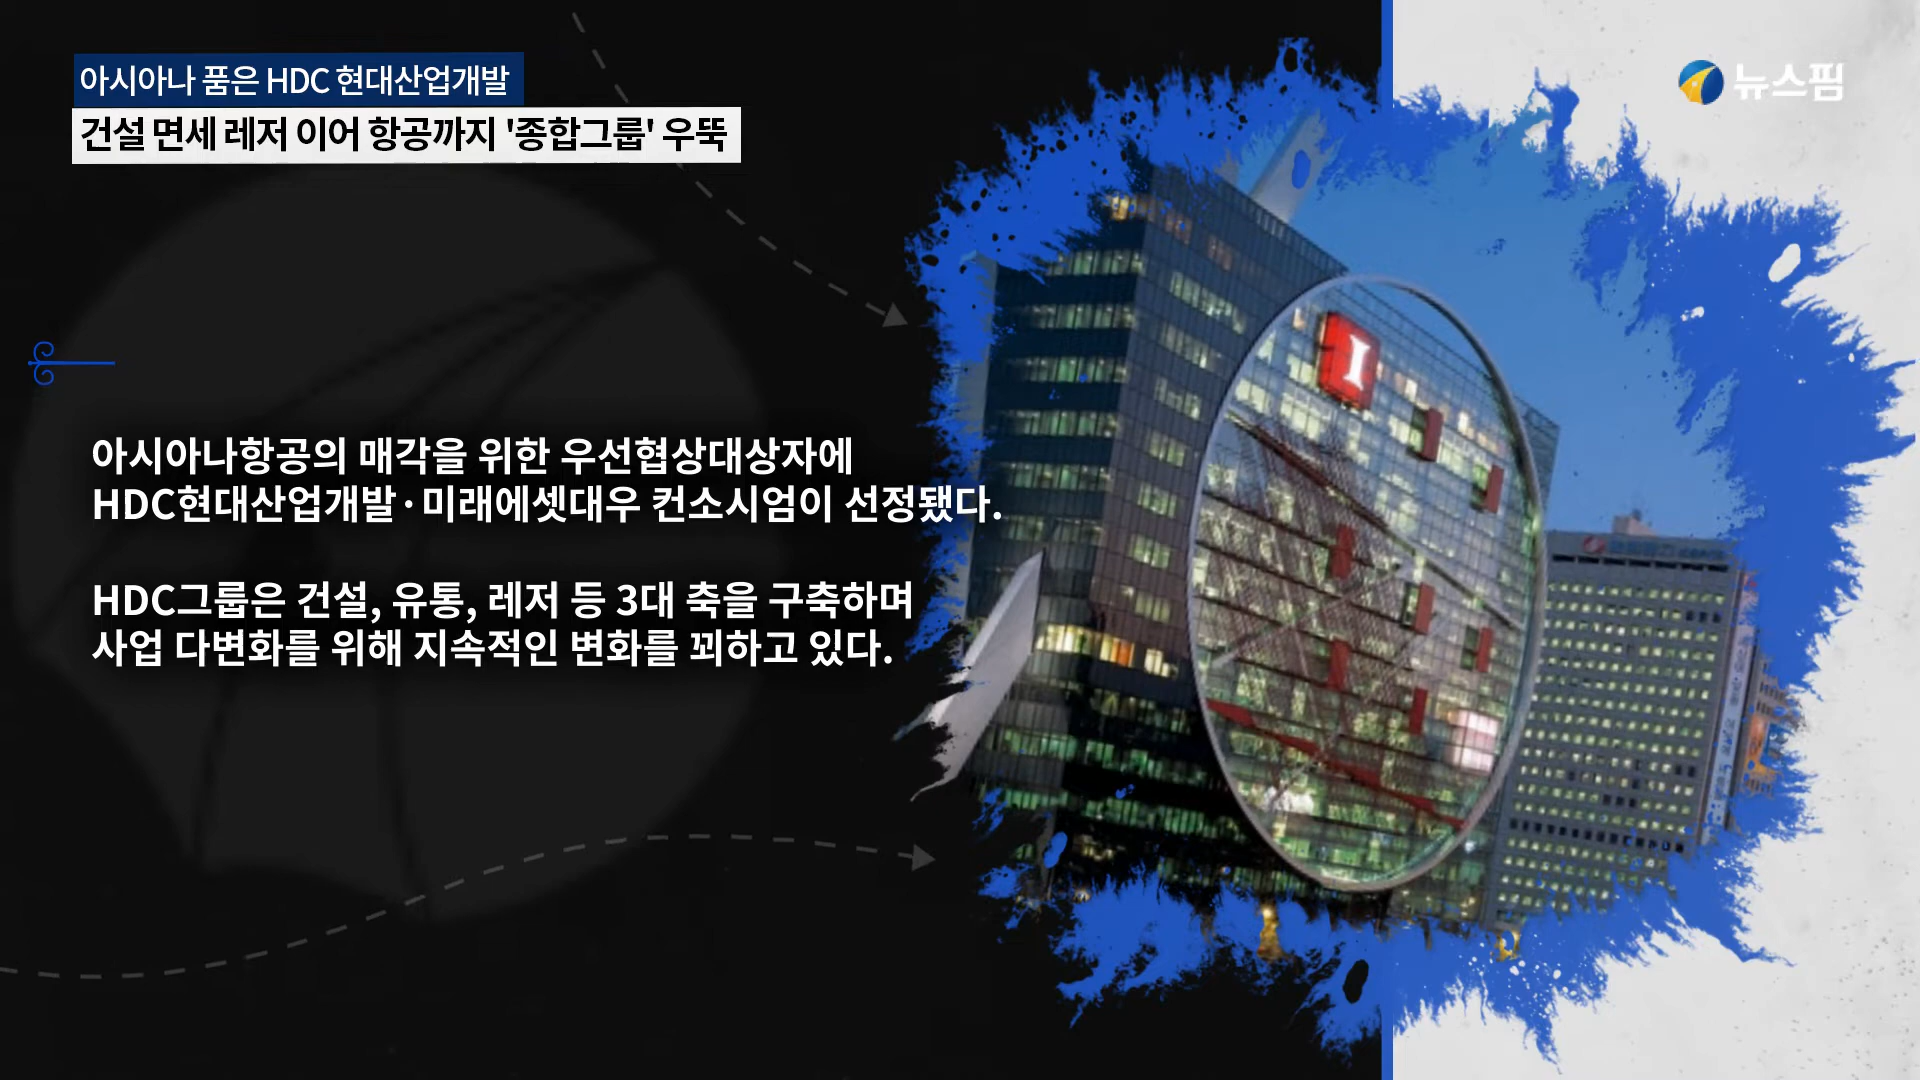 아시아나 품은 HDC 현대산업개발
건설 면세 레저 이어 항공까지 '종합그룹' 우뚝
뉴스핌
I
아시아나항공의 매각을 위한 우선협상대상자에
HDC현대산업개발·미래에셋대우 컨소시엄이 선정됐다.
HDC그룹은 건설, 유통, 레저 등 3대 축을 구축하며
사업 다변화를 위해 지속적인 변화를 꾀하고 있다.